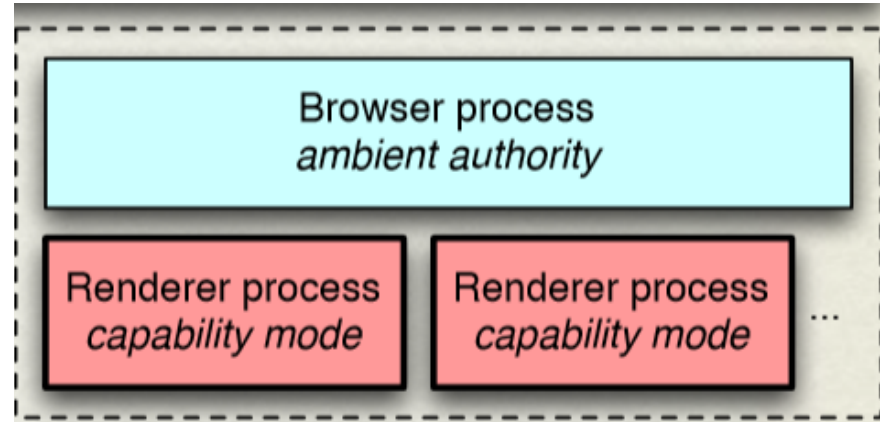 Browser process
ambient authority
Renderer process
capability mode
Renderer process
capability mode
...